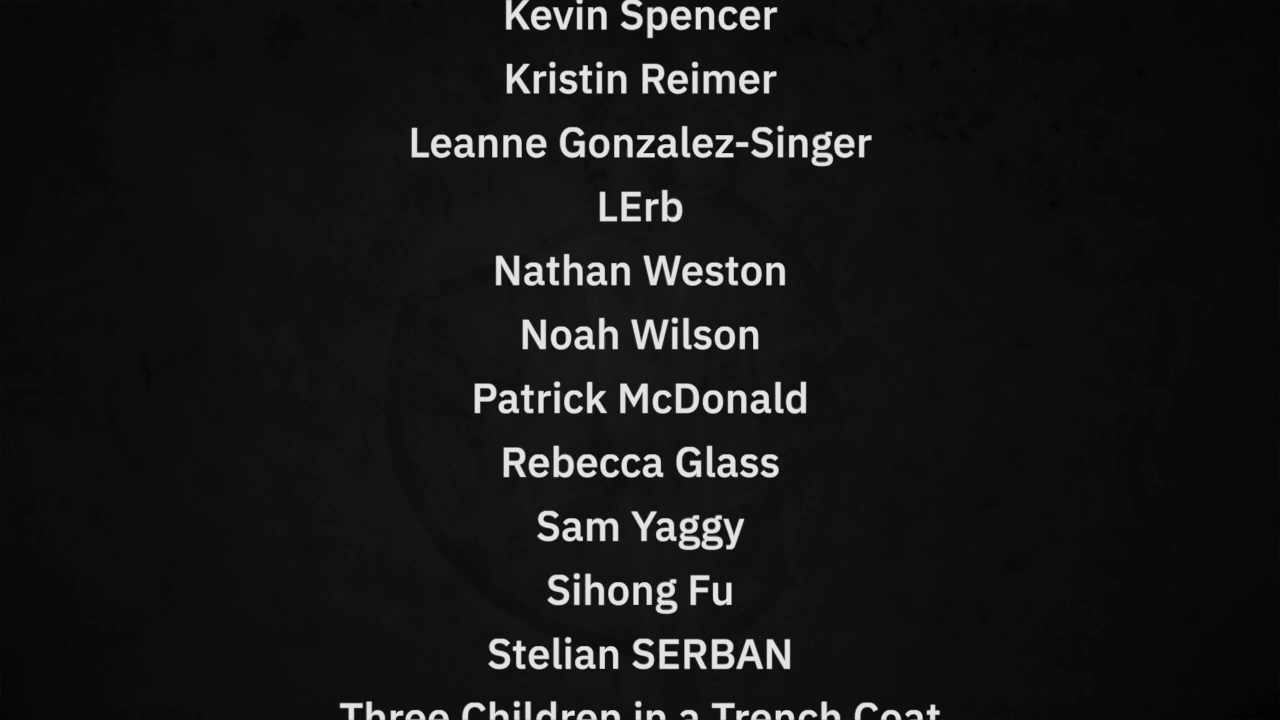 Kevin Spencer
Kristin Reimer
Leanne Gonzalez-Singer
LErb
Nathan Weston
Noah Wilson
Patrick McDonald
Rebecca Glass
Sam Yaggy
Sihong Fu
Stelian SERBAN
Three Children in a Trench Coat